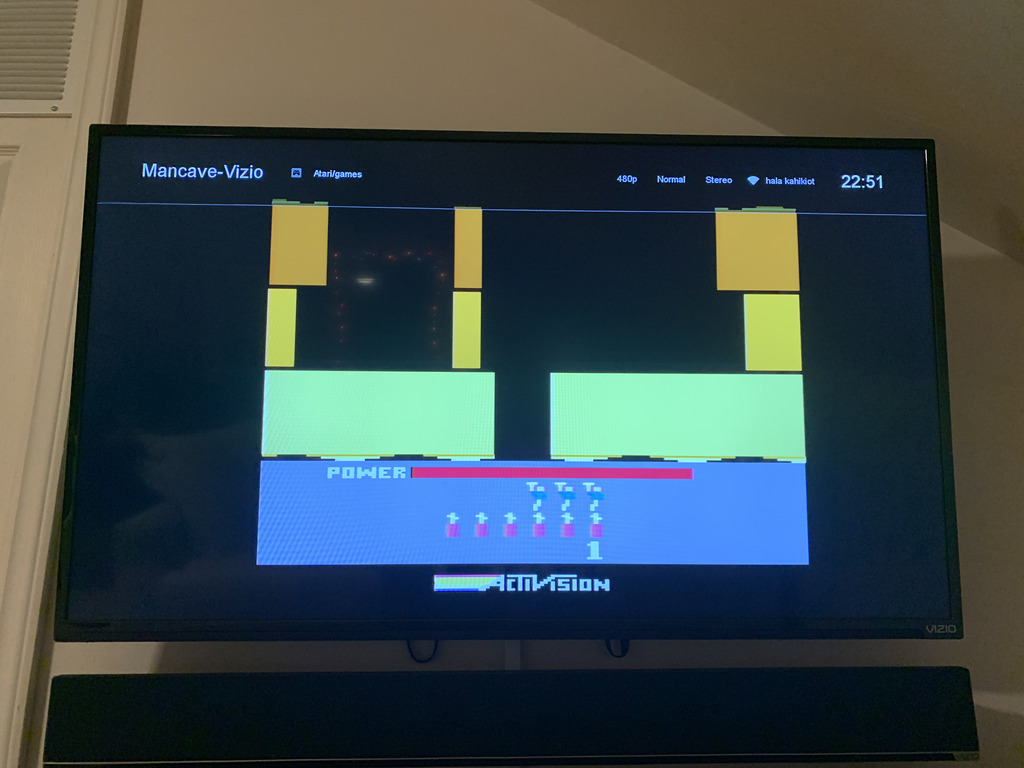 Mancave-Vizio Atari/games 480p Normal Stereo hala kahikiot 22:51
POWER
1
ACTIVISION
VIZIO